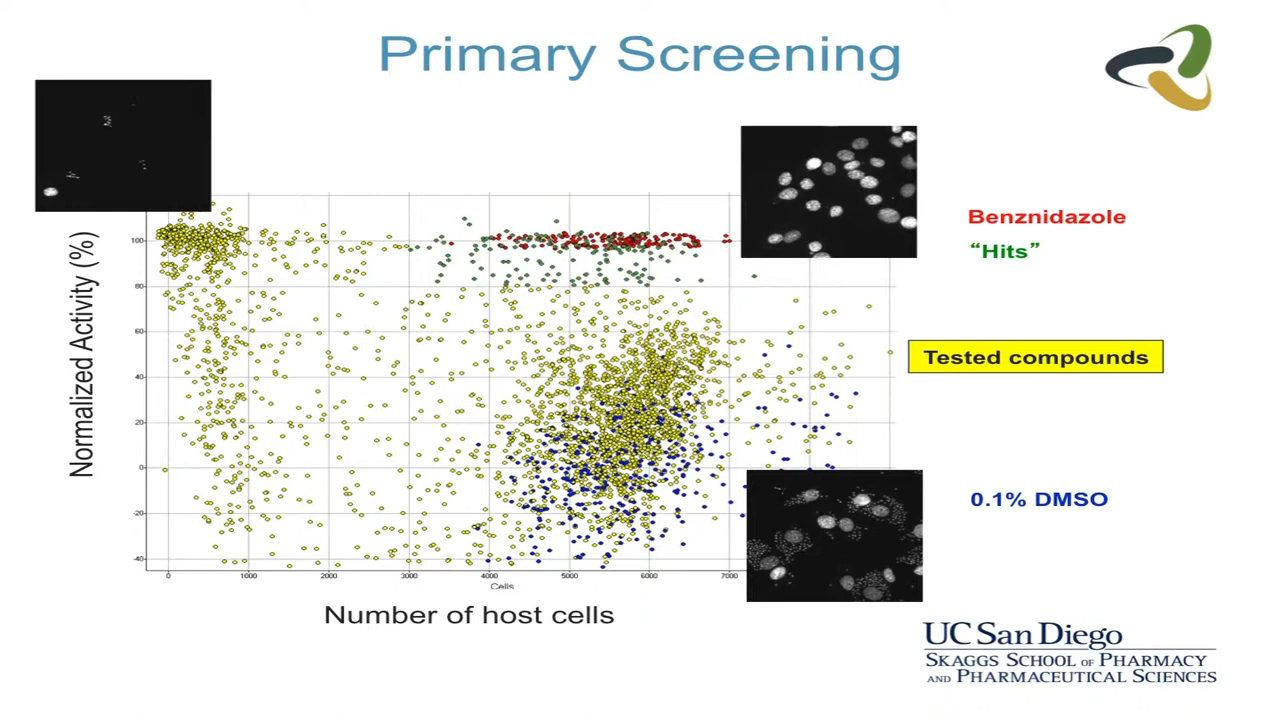 Primary Screening
Benznidazole
“Hits”
Normalized Activity (%)
100
80
60
40
20
0
-20
-40
Tested compounds
0.1% DMSO
0 1000 2000 3000 4000 5000 6000 7000
Cells
Number of host cells
UC San Diego
SKAGGS SCHOOL OF PHARMACY
AND PHARMACEUTICAL SCIENCES